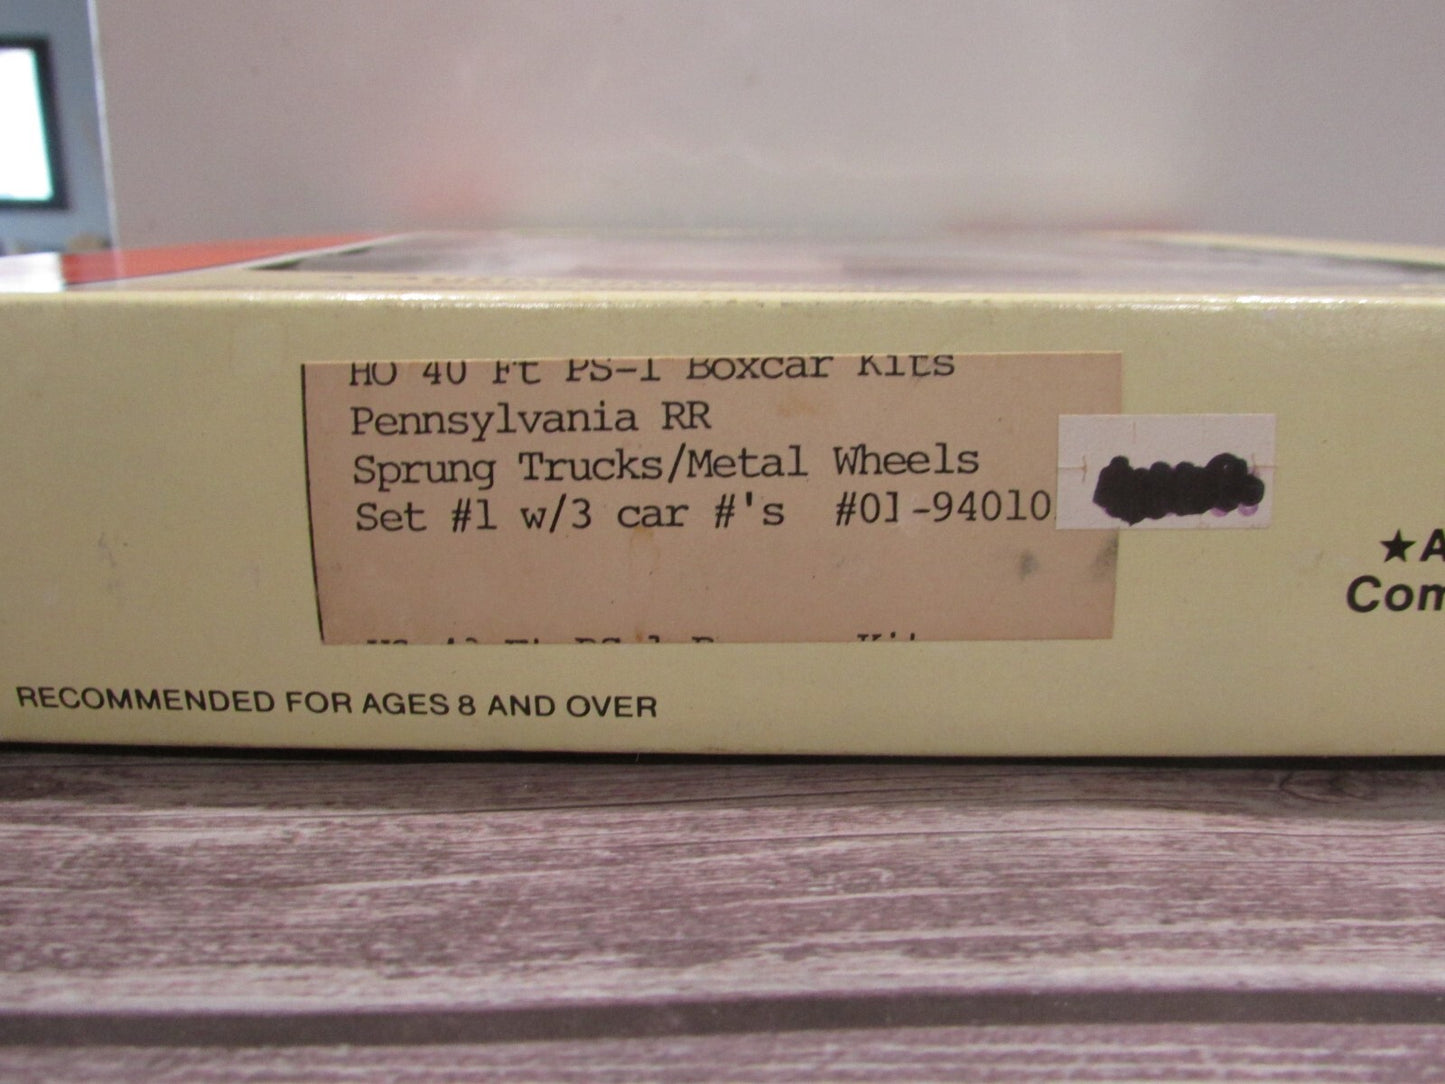 HO 40 Ft PS-1 Boxcar Kits
Pennsylvania RR
Sprung Trucks/Metal Wheels
Set #1 w/3 car #'s #01-94010
★A
Com
RECOMMENDED FOR AGES 8 AND OVER